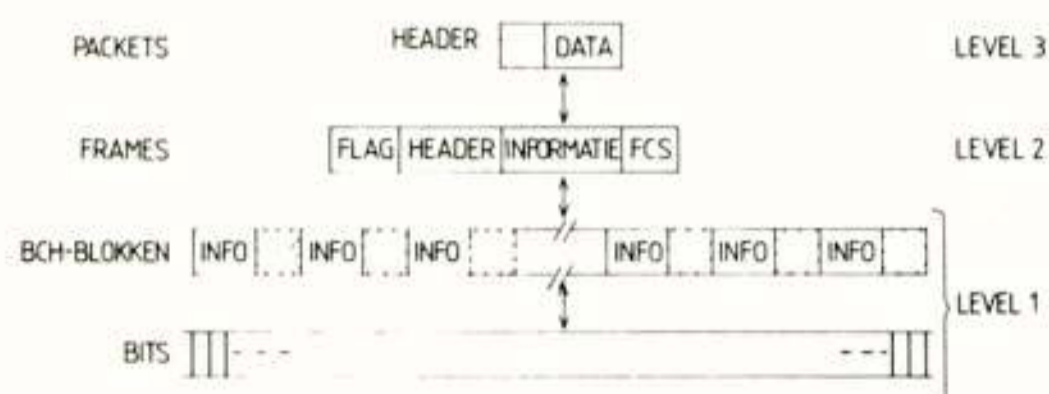 PACKETS HEADER DATA LEVEL 3
FRAMES FLAG HEADER INFORMATIE FCS LEVEL 2
BCH-BLOKKEN INFO INFO INFO INFO INFO INFO
LEVEL 1
BITS